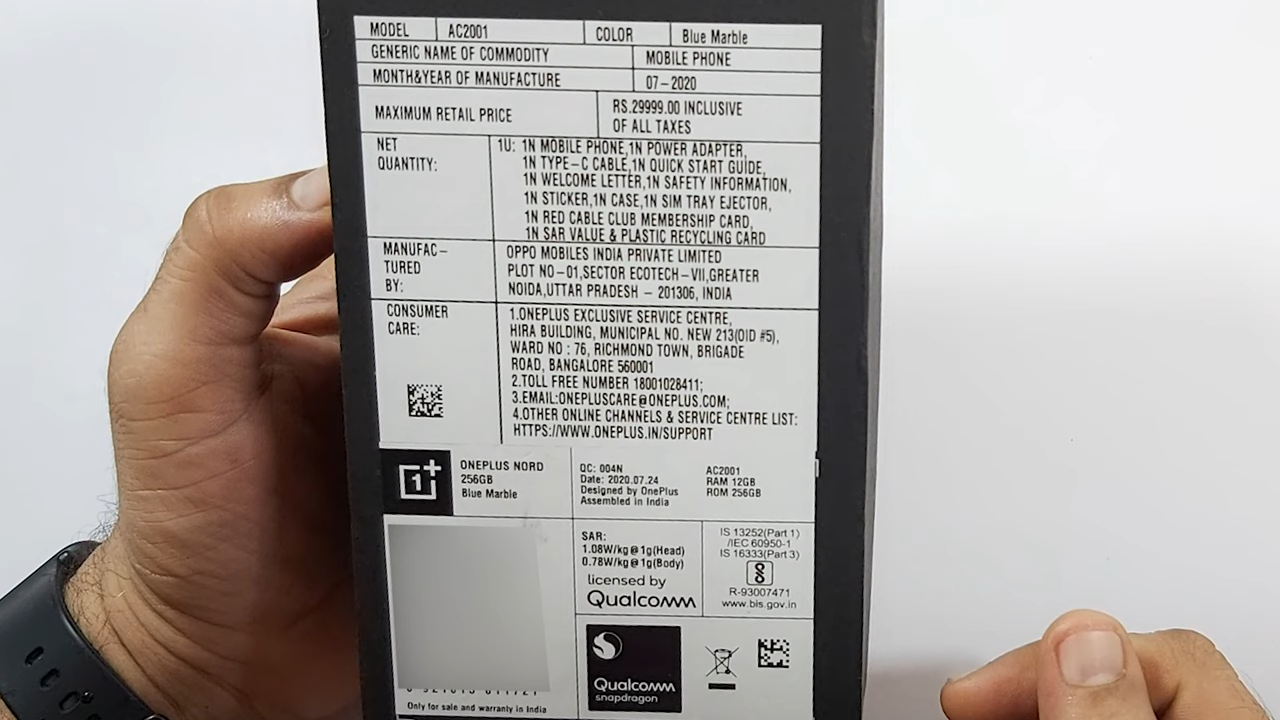 MODEL AC2001 COLOR Blue Marble
GENERIC NAME OF COMMODITY MOBILE PHONE
MONTH&YEAR OF MANUFACTURE 07-2020
MAXIMUM RETAIL PRICE RS.29999.00 INCLUSIVE
OF ALL TAXES
NET
QUANTITY:
1U: 1N MOBILE PHONE,1N POWER ADAPTER,
1N TYPE-C CABLE,1N QUICK START GUIDE,
1N WELCOME LETTER,1N SAFETY INFORMATION,
1N STICKER,1N CASE,1N SIM TRAY EJECTOR,
1N RED CABLE CLUB MEMBERSHIP CARD,
1N SAR VALUE & PLASTIC RECYCLING CARD
MANUFAC-
TURED
BY:
OPPO MOBILES INDIA PRIVATE LIMITED
PLOT NO-01,SECTOR ECOTECH-VII,GREATER
NOIDA,UTTAR PRADESH - 201306, INDIA
CONSUMER
CARE:
1.ONEPLUS EXCLUSIVE SERVICE CENTRE,
HIRA BUILDING, MUNICIPAL NO. NEW 213(OID #5),
WARD NO : 76, RICHMOND TOWN, BRIGADE
ROAD, BANGALORE 560001
2.TOLL FREE NUMBER 18001028411;
3.EMAIL:ONEPLUSCARE@ONEPLUS.COM;
4.OTHER ONLINE CHANNELS & SERVICE CENTRE LIST:
HTTPS://WWW.ONEPLUS.IN/SUPPORT
1+
ONEPLUS NORD
256GB
Blue Marble
QC: 004N
Date: 2020.07.24
Designed by OnePlus
Assembled in India
AC2001
RAM 12GB
ROM 256GB
SAR:
1.08W/kg@1g(Head)
0.78W/kg@1g(Body)
licensed by
Qualcomm
IS 13252(Part 1)
/IEC 60950-1
IS 16333(Part 3)
R-93007471
www.bis.gov.in
Qualcomm
snapdragon
Only for sale and warranty in India